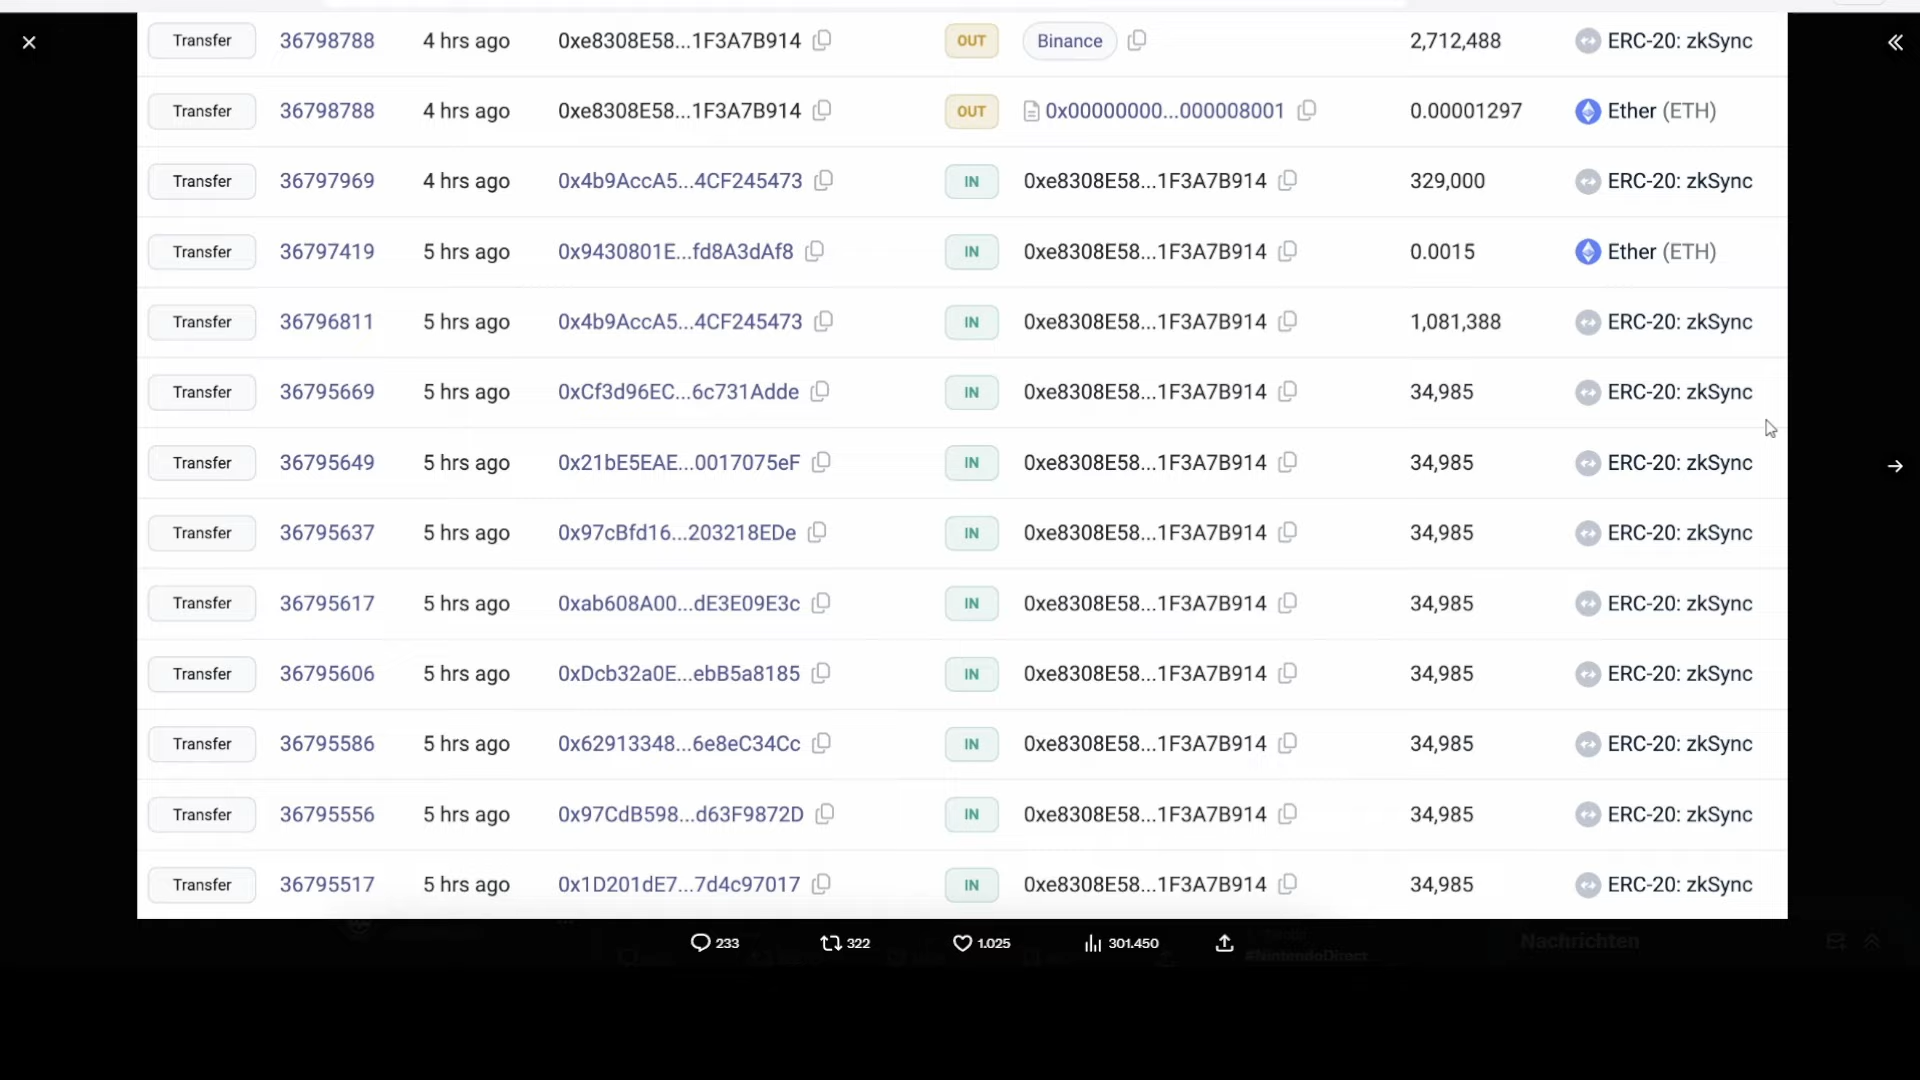 Transfer 36798788 4 hrs ago 0xe8308E58...1F3A7B914 OUT Binance 2,712,488 ERC-20: zkSync
Transfer 36798788 4 hrs ago 0xe8308E58...1F3A7B914 OUT 0x00000000...000008001 0.00001297 Ether (ETH)
Transfer 36797969 4 hrs ago 0x4b9AccA5...4CF245473 IN 0xe8308E58...1F3A7B914 329,000 ERC-20: zkSync
Transfer 36797419 5 hrs ago 0x9430801E...fd8A3dAf8 IN 0xe8308E58...1F3A7B914 0.0015 Ether (ETH)
Transfer 36796811 5 hrs ago 0x4b9AccA5...4CF245473 IN 0xe8308E58...1F3A7B914 1,081,388 ERC-20: zkSync
Transfer 36795669 5 hrs ago 0xCf3d96EC...6c731Adde IN 0xe8308E58...1F3A7B914 34,985 ERC-20: zkSync
Transfer 36795649 5 hrs ago 0x21bE5EAE...0017075eF IN 0xe8308E58...1F3A7B914 34,985 ERC-20: zkSync
Transfer 36795637 5 hrs ago 0x97cBfd16...203218EDe IN 0xe8308E58...1F3A7B914 34,985 ERC-20: zkSync
Transfer 36795617 5 hrs ago 0xab608A00...dE3E09E3c IN 0xe8308E58...1F3A7B914 34,985 ERC-20: zkSync
Transfer 36795606 5 hrs ago 0xDcb32a0E...ebB5a8185 IN 0xe8308E58...1F3A7B914 34,985 ERC-20: zkSync
Transfer 36795586 5 hrs ago 0x62913348...6e8eC34Cc IN 0xe8308E58...1F3A7B914 34,985 ERC-20: zkSync
Transfer 36795556 5 hrs ago 0x97CdB598...d63F9872D IN 0xe8308E58...1F3A7B914 34,985 ERC-20: zkSync
Transfer 36795517 5 hrs ago 0x1D201dE7...7d4c97017 IN 0xe8308E58...1F3A7B914 34,985 ERC-20: zkSync
233 322 1.025 301.450 Nachrichten
#NintendoDirect